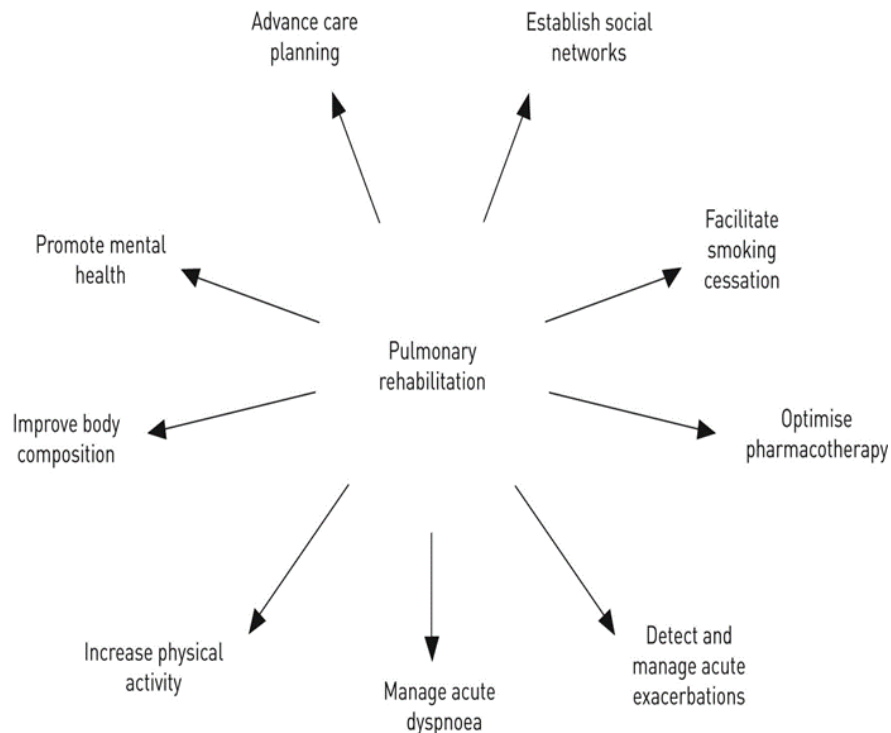 Advance care
planning
Establish social
networks
Promote mental
health
Facilitate
smoking
cessation
Pulmonary
rehabilitation
Improve body
composition
Optimise
pharmacotherapy
Increase physical
activity
Manage acute
dyspnoea
Detect and
manage acute
exacerbations